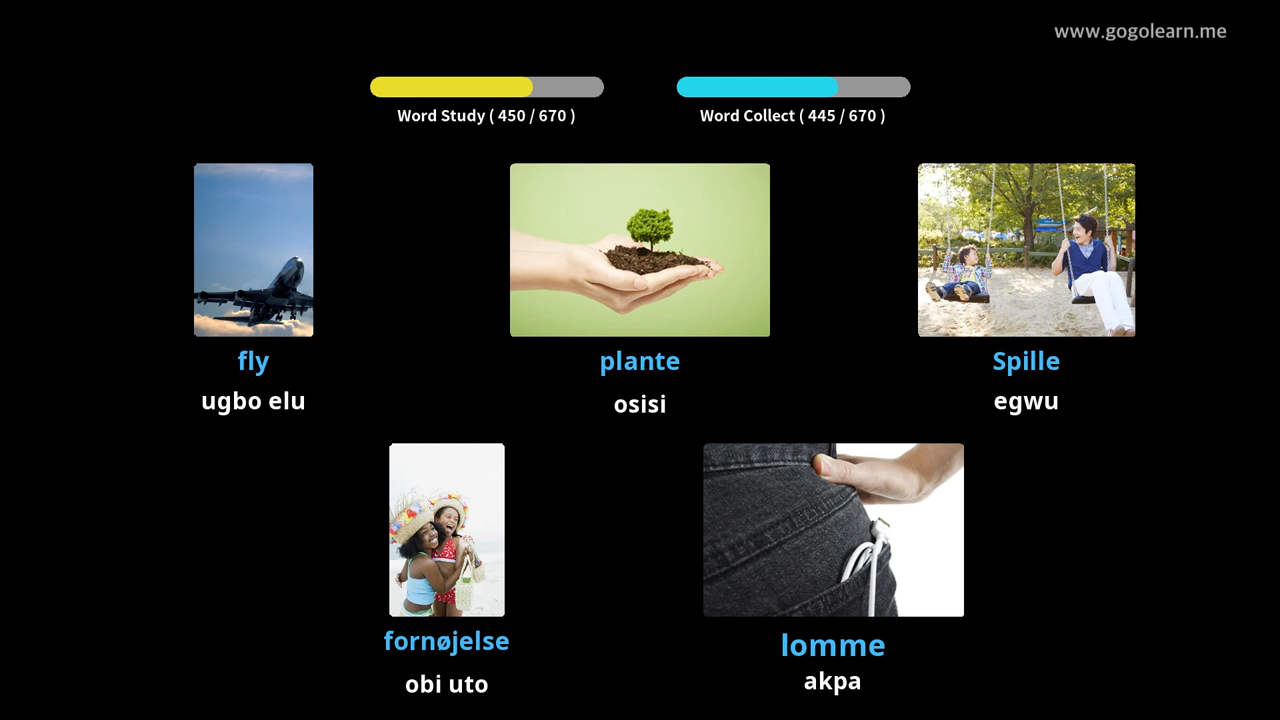 www.gogolearn.me
Word Study ( 450 / 670 )
Word Collect ( 445 / 670 )
fly
ugbo elu
plante
osisi
Spille
egwu
fornøjelse
obi uto
lomme
akpa